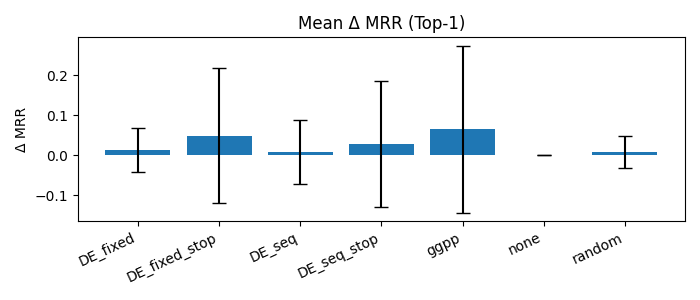 Mean Δ MRR (Top-1)
Δ MRR
0.2
0.1
0.0
−0.1
DE_fixed
DE_fixed_stop
DE_seq
DE_seq_stop
ggpp
none
random